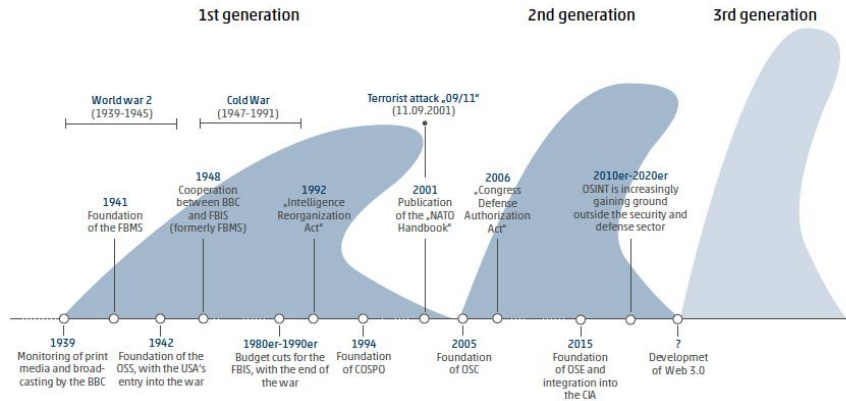 1st generation
2nd generation
3rd generation
World war 2
(1939-1945)
Cold War
(1947-1991)
Terrorist attack „09/11“
(11.09.2001)
1941
Foundation
of the FBMS
1948
Cooperation
between BBC
and FBIS
(formerly FBMS)
1992
„Intelligence
Reorganization
Act“
2001
Publication
of the „NATO
Handbook“
2006
„Congress
Defense
Authorization
Act“
2010er-2020er
OSINT is increasingly
gaining ground
outside the security and
defense sector
1939
Monitoring of print
media and broad-
casting by the BBC
1942
Foundation of the
OSS, with the USA's
entry into the war
1980er-1990er
Budget cuts for the
FBIS, with the end of
the war
1994
Foundation
of COSPO
2005
Foundation
of OSC
2015
Foundation
of OSE and
integration into
the CIA
?
Developmet
of Web 3.0